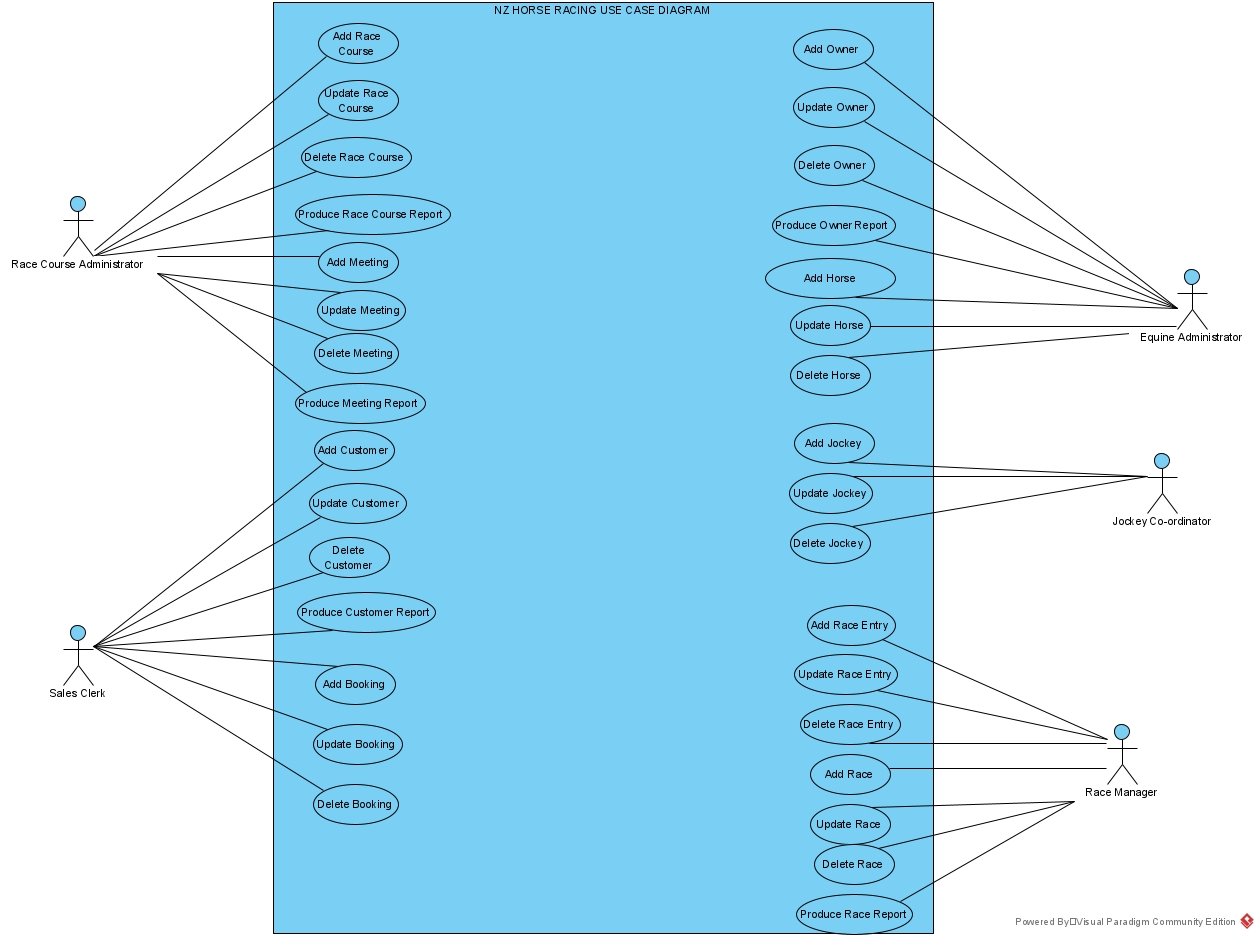 NZ HORSE RACING USE CASE DIAGRAM
Add Race
Course
Update Race
Course
Delete Race Course
Produce Race Course Report
Add Meeting
Update Meeting
Delete Meeting
Produce Meeting Report
Race Course Administrator
Add Customer
Update Customer
Delete
Customer
Produce Customer Report
Add Booking
Update Booking
Delete Booking
Sales Clerk
Add Owner
Update Owner
Delete Owner
Produce Owner Report
Add Horse
Update Horse
Delete Horse
Equine Administrator
Add Jockey
Update Jockey
Delete Jockey
Jockey Co-ordinator
Add Race Entry
Update Race Entry
Delete Race Entry
Add Race
Update Race
Delete Race
Produce Race Report
Race Manager
Powered By Visual Paradigm Community Edition